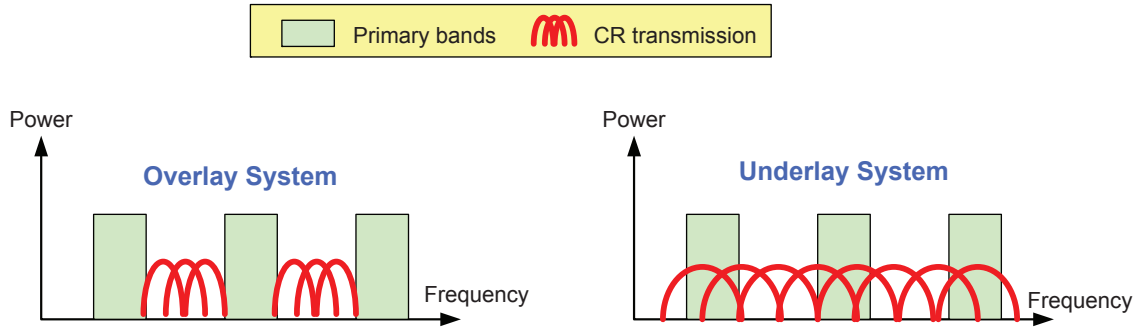 Primary bands
CR transmission
Power
Overlay System
Frequency
Power
Underlay System
Frequency